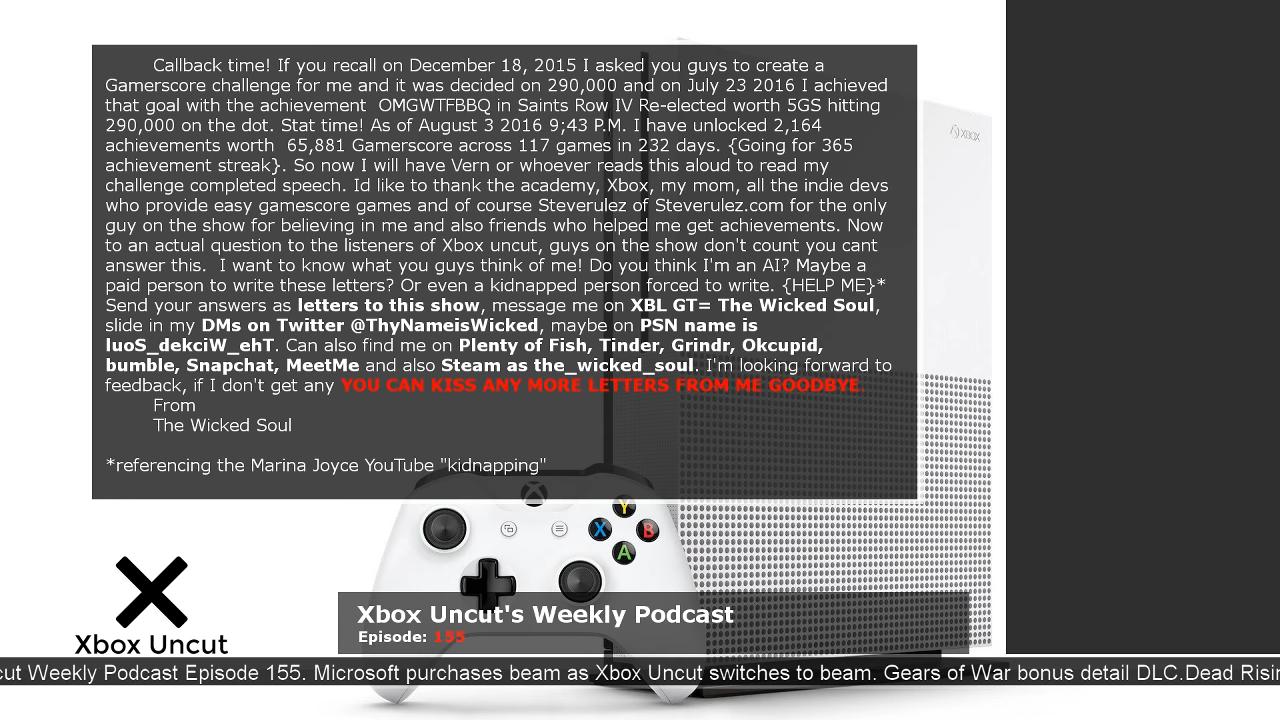 Callback time! If you recall on December 18, 2015 I asked you guys to create a
Gamerscore challenge for me and it was decided on 290,000 and on July 23 2016 I achieved
that goal with the achievement OMGWTFBBQ in Saints Row IV Re-elected worth 5GS hitting
290,000 on the dot. Stat time! As of August 3 2016 9;43 P.M. I have unlocked 2,164
achievements worth 65,881 Gamerscore across 117 games in 232 days. {Going for 365
achievement streak}. So now I will have Vern or whoever reads this aloud to read my
challenge completed speech. Id like to thank the academy, Xbox, my mom, all the indie devs
who provide easy gamescore games and of course Steverulez of Steverulez.com for the only
guy on the show for believing in me and also friends who helped me get achievements. Now
to an actual question to the listeners of Xbox uncut, guys on the show don't count you cant
answer this. I want to know what you guys think of me! Do you think I'm an AI? Maybe a
paid person to write these letters? Or even a kidnapped person forced to write. {HELP ME}*
Send your answers as letters to this show, message me on XBL GT= The Wicked Soul,
slide in my DMs on Twitter @ThyNameisWicked, maybe on PSN name is
luoS_dekciW_ehT. Can also find me on Plenty of Fish, Tinder, Grindr, Okcupid,
bumble, Snapchat, MeetMe and also Steam as the_wicked_soul. I'm looking forward to
feedback, if I don't get any YOU CAN KISS ANY MORE LETTERS FROM ME GOODBYE.
From
The Wicked Soul
*referencing the Marina Joyce YouTube "kidnapping"
XBOX
Y
X
B
A
Xbox Uncut
Xbox Uncut's Weekly Podcast
Episode: 155
cut Weekly Podcast Episode 155. Microsoft purchases beam as Xbox Uncut switches to beam. Gears of War bonus detail DLC.Dead Risin